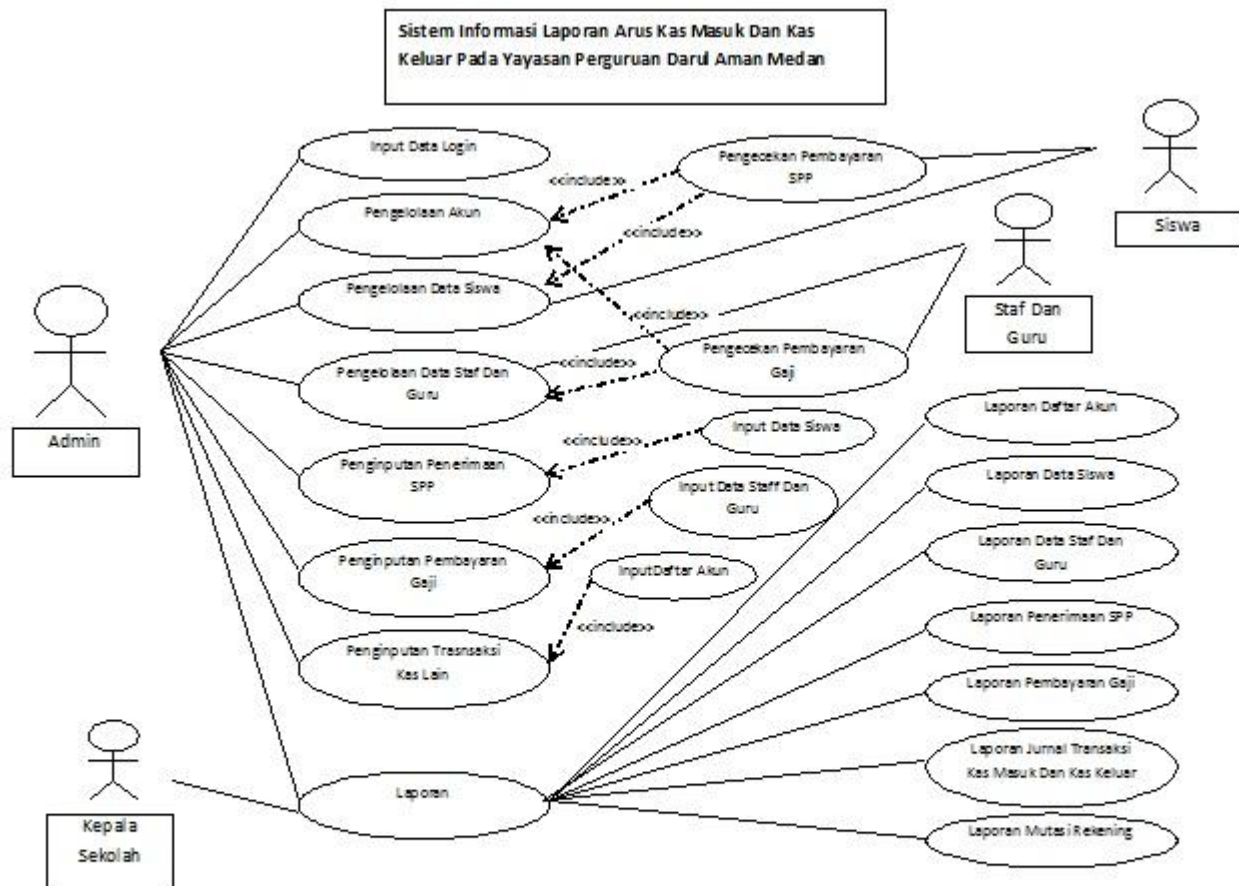 Sistem Informasi Laporan Arus Kas Masuk Dan Kas
Keluar Pada Yayasan Perguruan Darul Aman Medan
Input Data Login
Pengecekan Pembayaran
SPP
<<include>>
Pengelolaan Akun
<<include>>
Siswa
Pengelolaan Data Siswa
Staf Dan
Guru
<<include>>
Pengecekan Pembayaran
Gaji
<<include>>
Pengelolaan Data Staf Dan
Guru
Admin
Laporan Daftar Akun
Input Data Siswa
<<include>>
Penginputan Penerimaan
SPP
Laporan Data Siswa
Input Data Staff Dan
Guru
<<include>>
Laporan Data Staf Dan
Guru
Penginputan Pembayaran
Gaji
InputDaftar Akun
<<include>>
Laporan Penerimaan SPP
Penginputan Trasnsaksi
Kas Lain
Laporan Pembayaran Gaji
Laporan Jurnal Transaksi
Kas Masuk Dan Kas Keluar
Laporan
Kepala
Sekolah
Laporan Mutasi Rekening